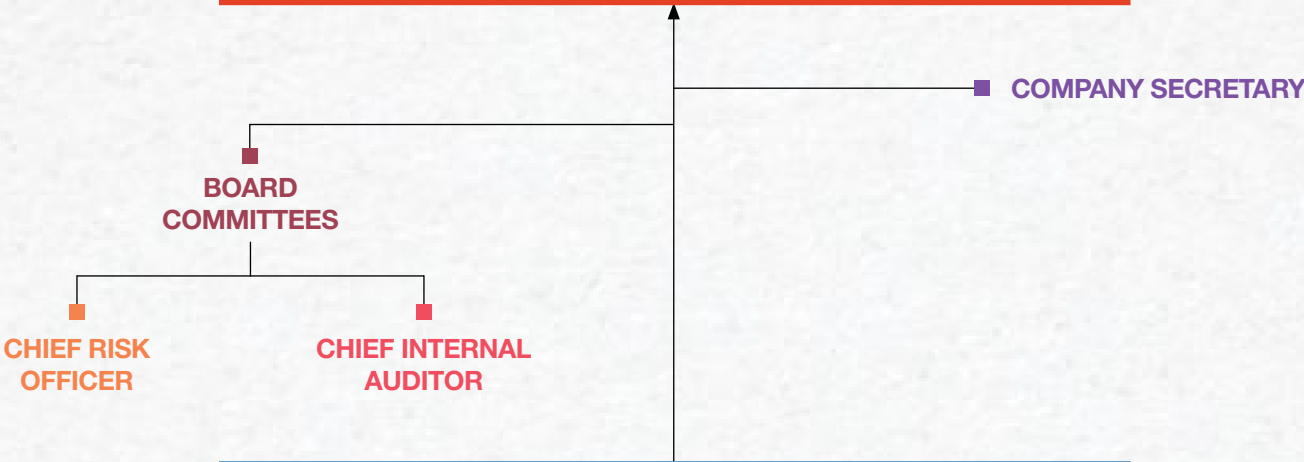 COMPANY SECRETARY
BOARD
COMMITTEES
CHIEF RISK
OFFICER
CHIEF INTERNAL
AUDITOR